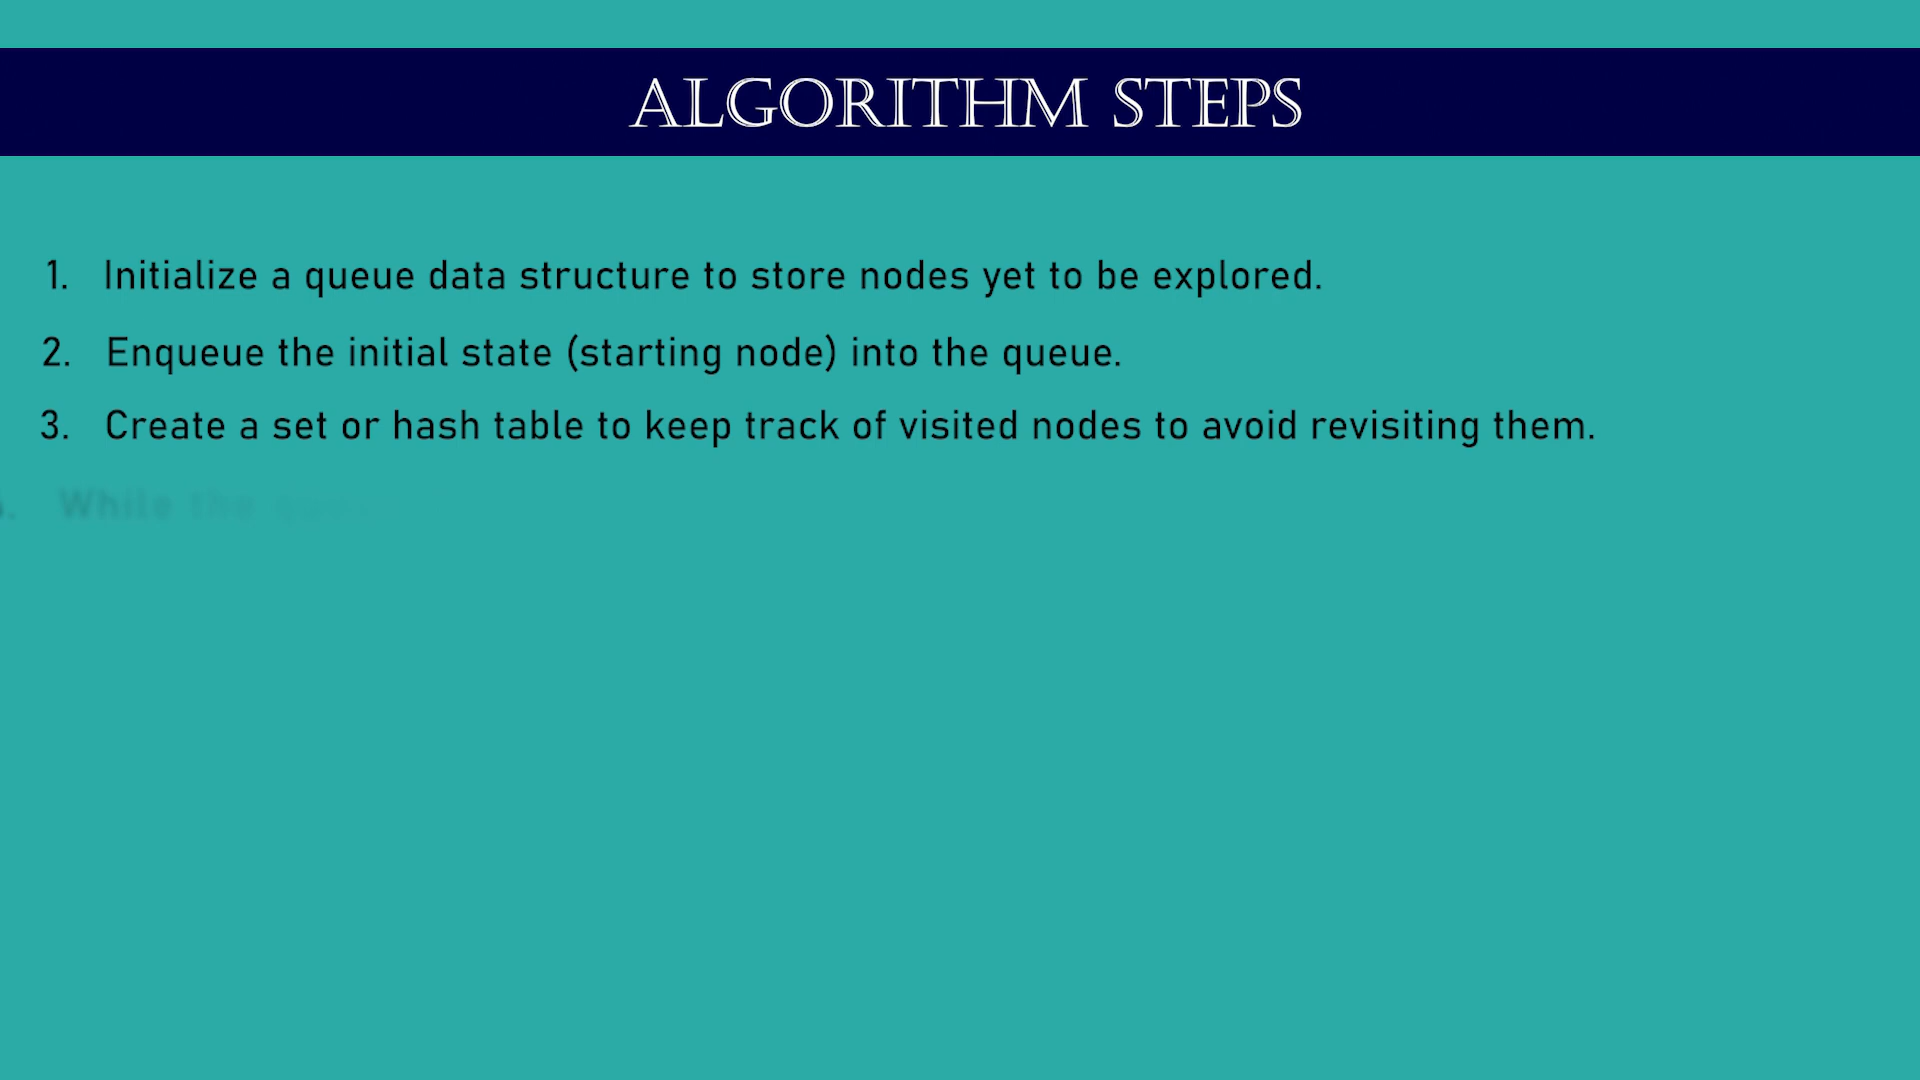 ALGORITHM STEPS
1. Initialize a queue data structure to store nodes yet to be explored.
2. Enqueue the initial state (starting node) into the queue.
3. Create a set or hash table to keep track of visited nodes to avoid revisiting them.
While the